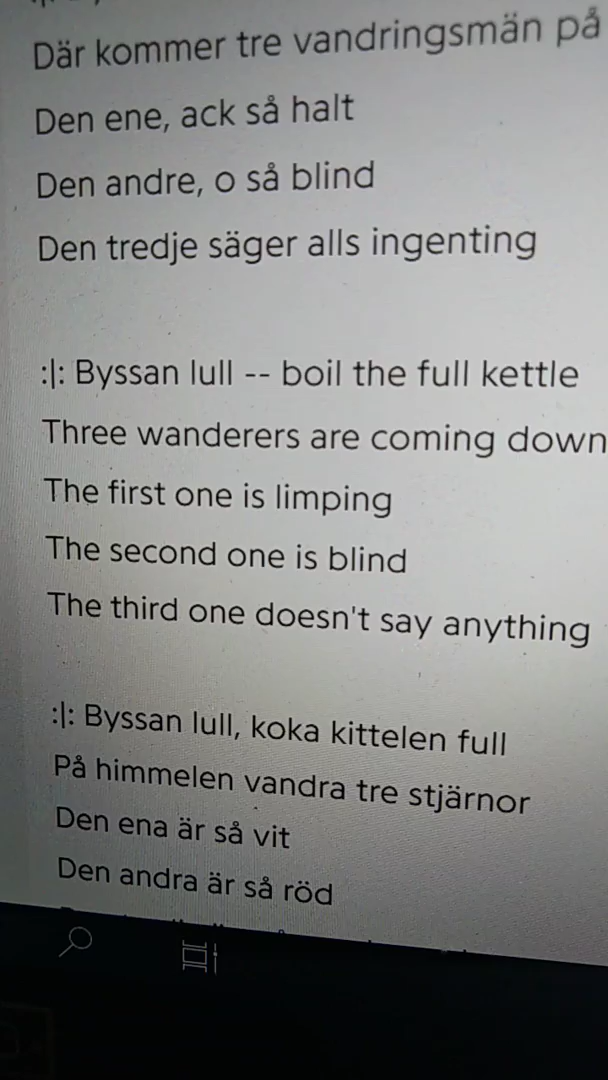 Där kommer tre vandringsmän på
Den ene, ack så halt
Den andre, o så blind
Den tredje säger alls ingenting
:|: Byssan lull -- boil the full kettle
Three wanderers are coming down
The first one is limping
The second one is blind
The third one doesn't say anything
:|: Byssan lull, koka kittelen full
På himmelen vandra tre stjärnor
Den ena är så vit
Den andra är så röd